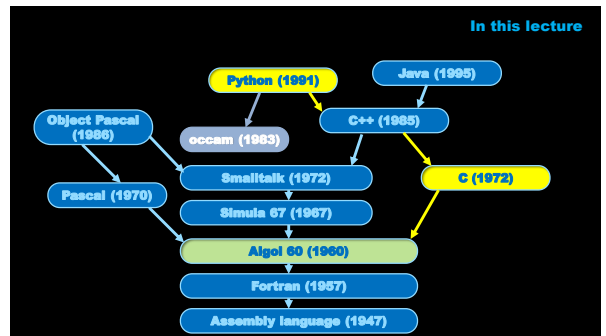 In this lecture
Java (1995)
Python (1991)
Object Pascal
(1986)
C++ (1985)
occam (1983)
Smalltalk (1972)
C (1972)
Pascal (1970)
Simula 67 (1967)
Algol 60 (1960)
Fortran (1957)
Assembly language (1947)